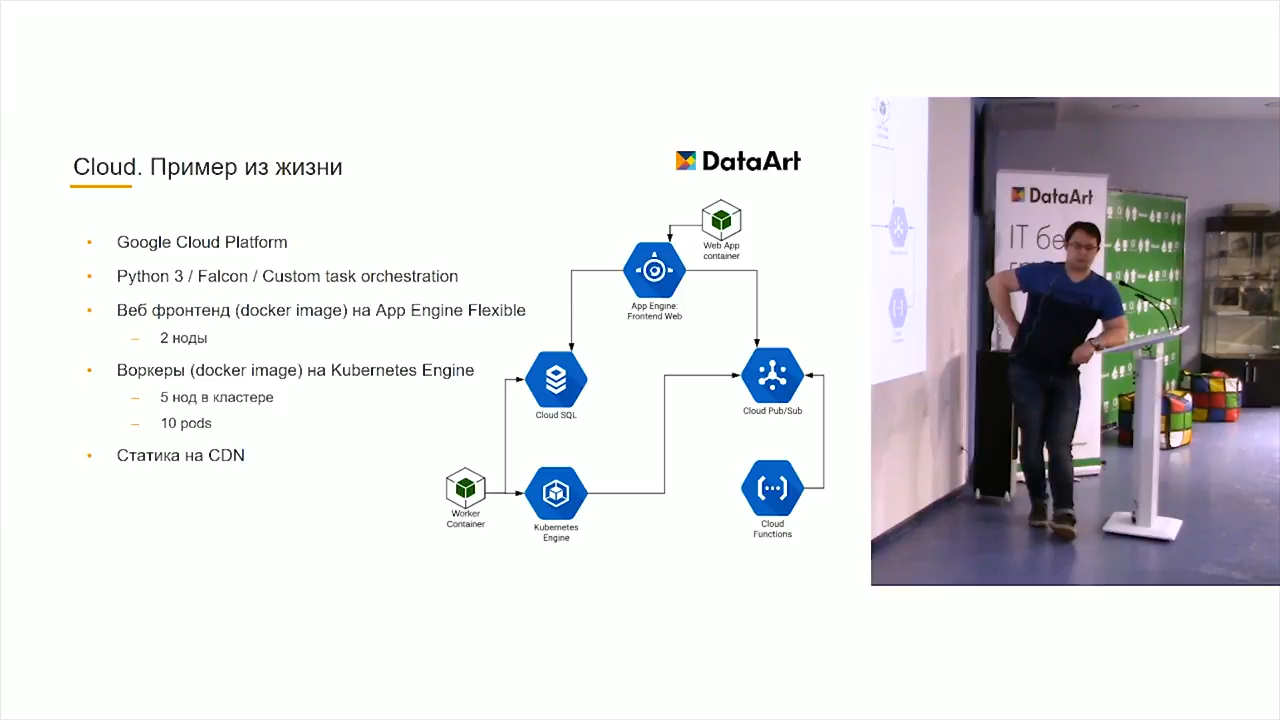 Cloud. Пример из жизни
DataArt
Google Cloud Platform
Python 3 / Falcon / Custom task orchestration
Веб фронтенд (docker image) на App Engine Flexible
2 ноды
Воркеры (docker image) на Kubernetes Engine
5 нод в кластере
10 pods
Статика на CDN
Web App
container
App Engine:
Frontend Web
Cloud SQL
Cloud Pub/Sub
Worker
Container
Kubernetes
Engine
Cloud
Functions
DataArt
IT бе